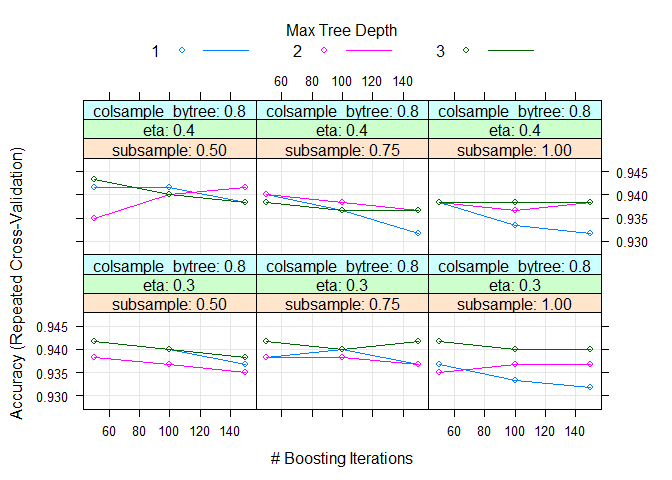 Max Tree Depth
1 2 3
60 80 100 140
colsample_bytree: 0.8 colsample_bytree: 0.8 colsample_bytree: 0.8
eta: 0.4 eta: 0.4 eta: 0.4
subsample: 0.50 subsample: 0.75 subsample: 1.00
0.945
0.940
0.935
0.930
colsample_bytree: 0.8 colsample_bytree: 0.8 colsample_bytree: 0.8
eta: 0.3 eta: 0.3 eta: 0.3
subsample: 0.50 subsample: 0.75 subsample: 1.00
0.945
0.940
0.935
0.930
60 80 100 140 60 80 100 120 140
# Boosting Iterations
Accuracy (Repeated Cross-Validation)